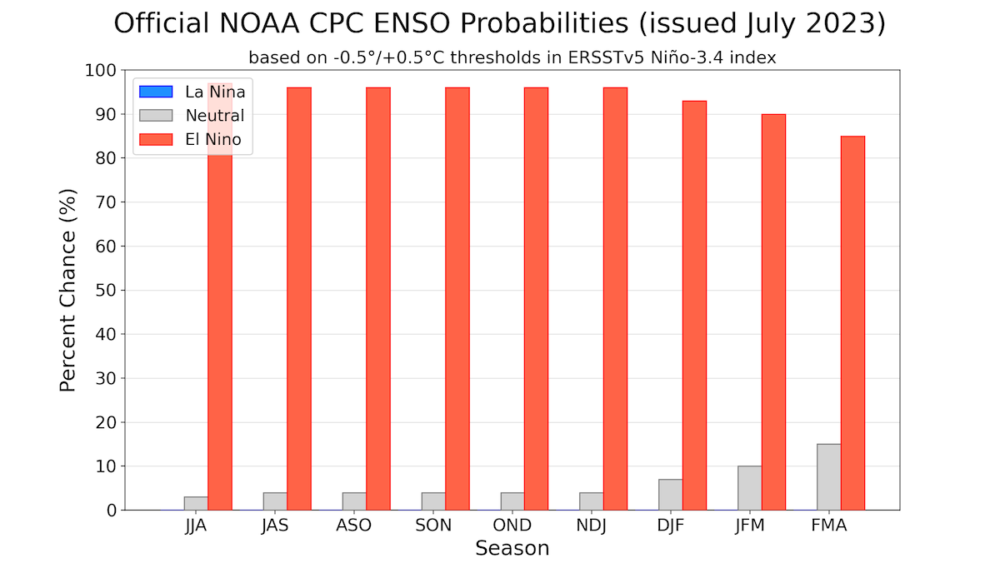 Official NOAA CPC ENSO Probabilities (issued July 2023)
based on -0.5°/+0.5°C thresholds in ERSSTv5 Niño-3.4 index
La Nina
Neutral
El Nino
Percent Chance (%)
100
90
80
70
60
50
40
30
20
10
0
JJA JAS ASO SON OND NDJ DJF JFM FMA
Season